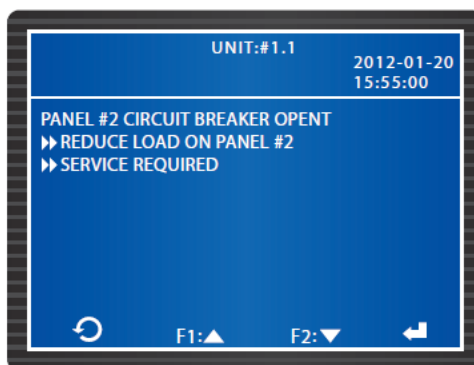 UNIT:#1.1
2012-01-20
15:55:00
PANEL #2 CIRCUIT BREAKER OPENT
REDUCE LOAD ON PANEL #2
SERVICE REQUIRED
F1:▲ F2:▼